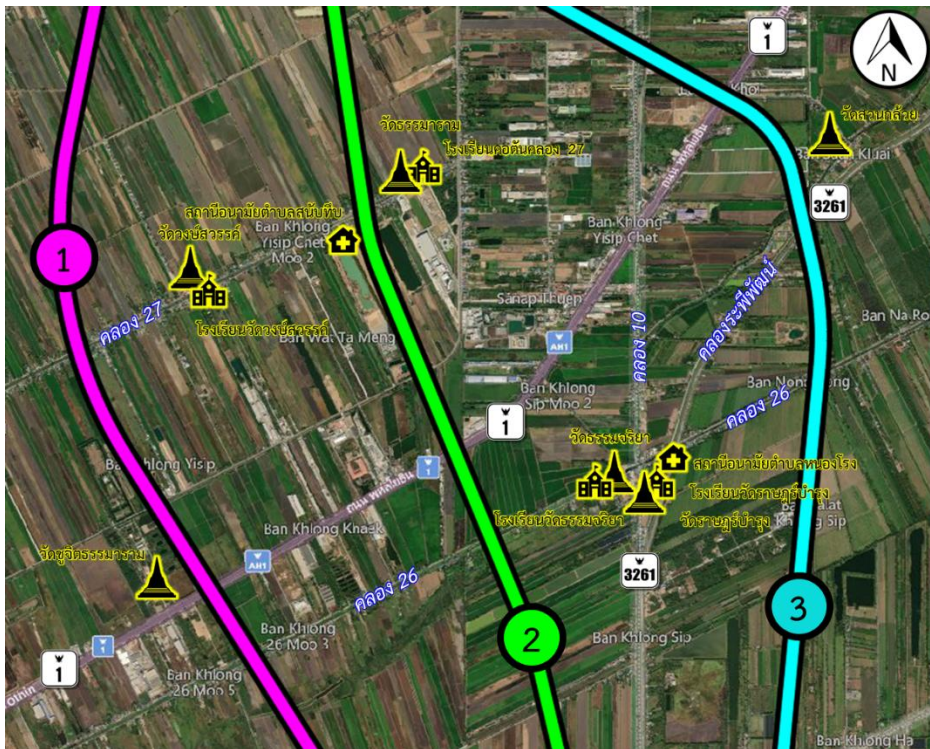 1
N
วัดสวนกล้วย
วัดธรรมาราม
โรงเรียนคอตันคลอง 27
3261
สถานีอนามัยตำบลสนับทึบ
Ban Khlong
Yisip Chet
Moo 2
Ban Khlong
Yisip Chet
วัดวงษ์สวรรค์
1
คลองระพีพัฒน์
Sanap Thuep
คลอง 10
Ban Na
คลอง 27
โรงเรียนวัดวงษ์สวรรค์
Ban Wat Ta Meng
AH1
Ban Khlong
Sip Moo 2
คลอง 26
1
วัดธรรมจริยา
สถานีอนามัยตำบลหนองโรง
ถนน พหลโยธิน
1
โรงเรียนวัดราษฎร์บำรุง
โรงเรียนวัดธรรมจริยา
วัดราษฎร์บำรุง
Ban Khlong Khaek
วัดชูจิตธรรมาราม
AH1
คลอง 26
3261
3
Ban Khlong
26 Moo 3
2
Ban Khlong Sip
1
1
Ban Khlong
26 Moo 5
Ban Khlong Ha